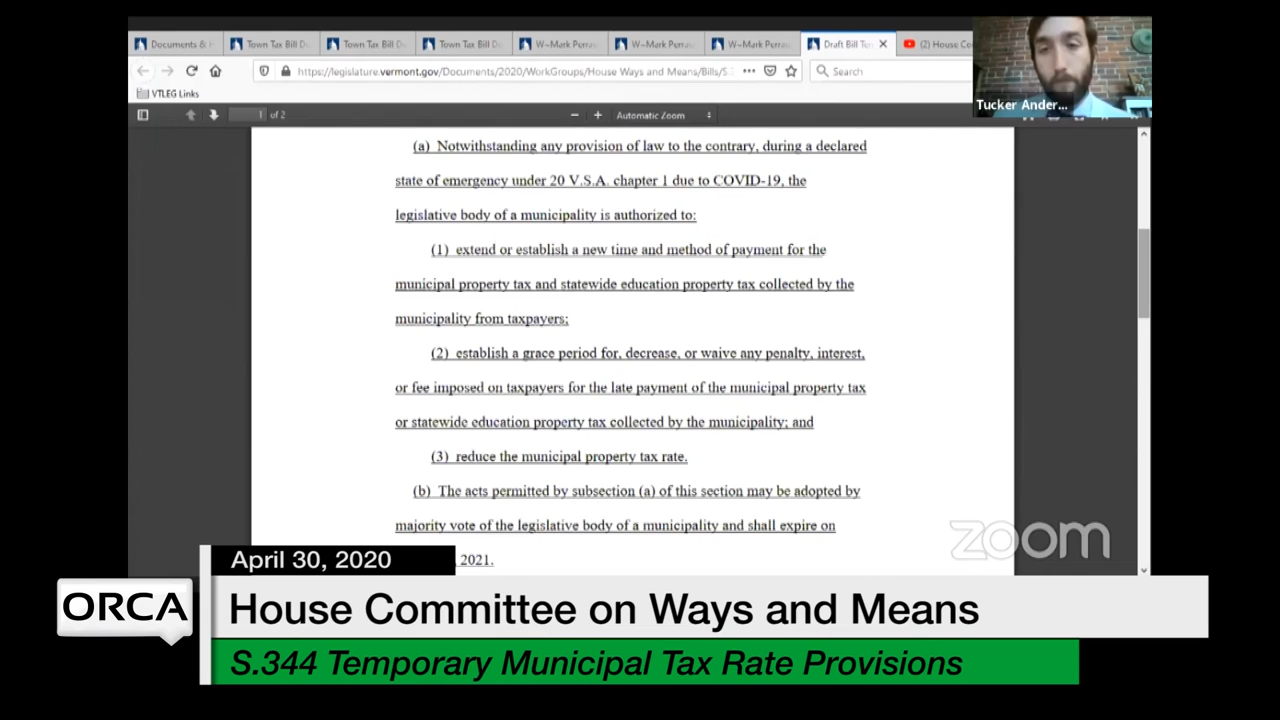 Documents &
Town Tax Bill D
Town Tax Bill D
Town Tax Bill D
W~Mark Perrau
W~Mark Perrau
W~Mark Perrau
Draft Bill
(2) House Co
https://legislature.vermont.gov/Documents/2020/WorkGroups/House Ways and Means/Bills/S.
Search
VTLEG Links
1 of 2
Automatic Zoom
Tucker Ander...
(a) Notwithstanding any provision of law to the contrary, during a declared
state of emergency under 20 V.S.A. chapter 1 due to COVID-19, the
legislative body of a municipality is authorized to:
(1) extend or establish a new time and method of payment for the
municipal property tax and statewide education property tax collected by the
municipality from taxpayers;
(2) establish a grace period for, decrease, or waive any penalty, interest,
or fee imposed on taxpayers for the late payment of the municipal property tax
or statewide education property tax collected by the municipality; and
(3) reduce the municipal property tax rate.
(b) The acts permitted by subsection (a) of this section may be adopted by
majority vote of the legislative body of a municipality and shall expire on
2021.
zoom
April 30, 2020
ORCA
House Committee on Ways and Means
S.344 Temporary Municipal Tax Rate Provisions